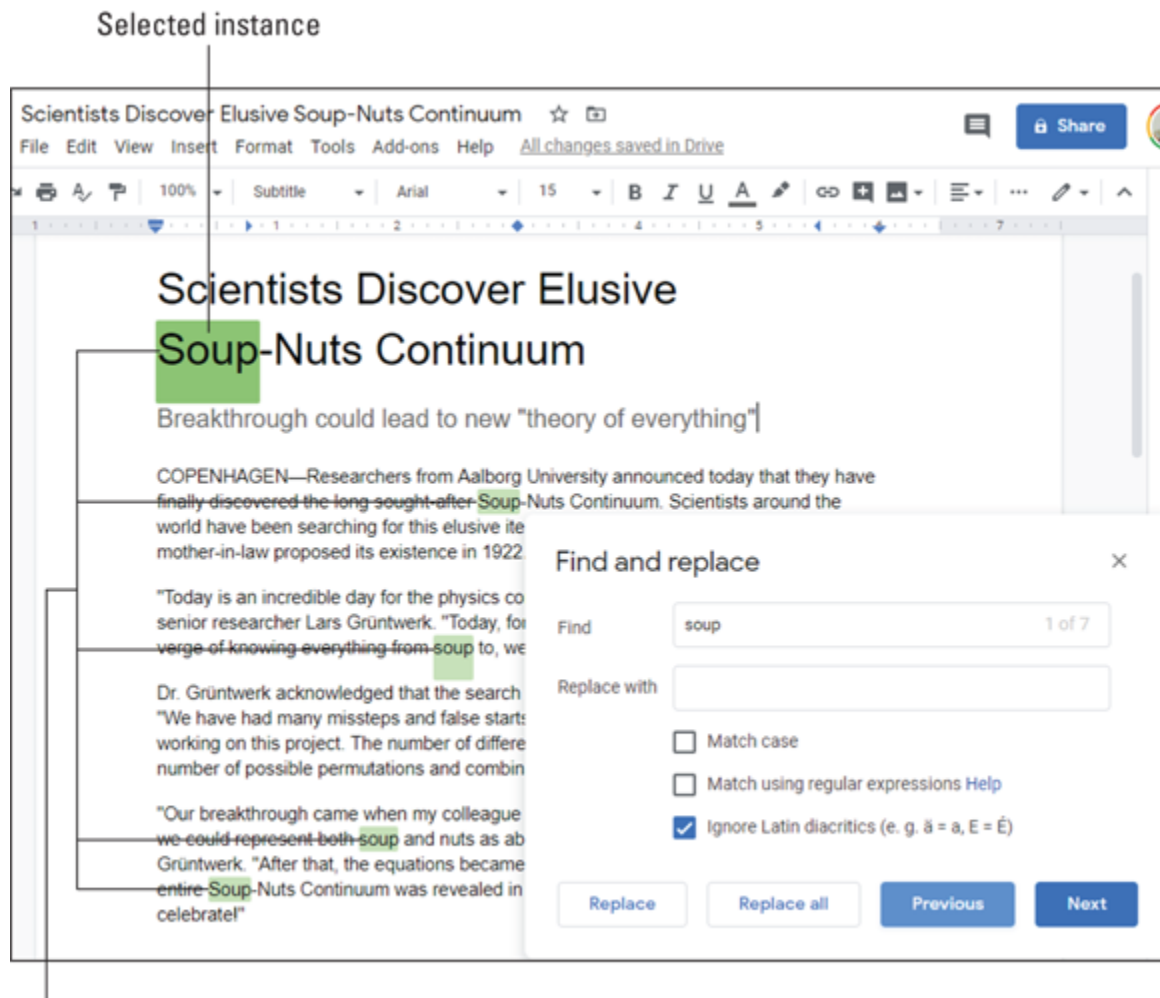 Selected instance
Scientists Discover Elusive Soup-Nuts Continuum
Share
File Edit View Insert Format Tools Add-ons Help All changes saved in Drive
100% Subtitle Arial 15 B I U A
1 1 2 4 5 6 7
Scientists Discover Elusive
Soup-Nuts Continuum
Breakthrough could lead to new "theory of everything"
COPENHAGEN—Researchers from Aalborg University announced today that they have
finally discovered the long sought-after Soup-Nuts Continuum. Scientists around the
world have been searching for this elusive ite
mother-in-law proposed its existence in 1922
"Today is an incredible day for the physics co
senior researcher Lars Grüntwerk. "Today, for
verge of knowing everything from soup to, we
Dr. Grüntwerk acknowledged that the search
"We have had many missteps and false starts
working on this project. The number of differe
number of possible permutations and combin
"Our breakthrough came when my colleague
we could represent both soup and nuts as ab
Grüntwerk. "After that, the equations became
entire Soup-Nuts Continuum was revealed in
celebrate!"
Find and replace
Find soup 1 of 7
Replace with
Match case
Match using regular expressions Help
Ignore Latin diacritics (e. g. ä = a, E = É)
Replace Replace all Previous Next